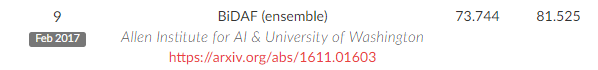 9 BiDAF (ensemble) 73.744 81.525
Feb 2017 Allen Institute for AI & University of Washington
https://arxiv.org/abs/1611.01603